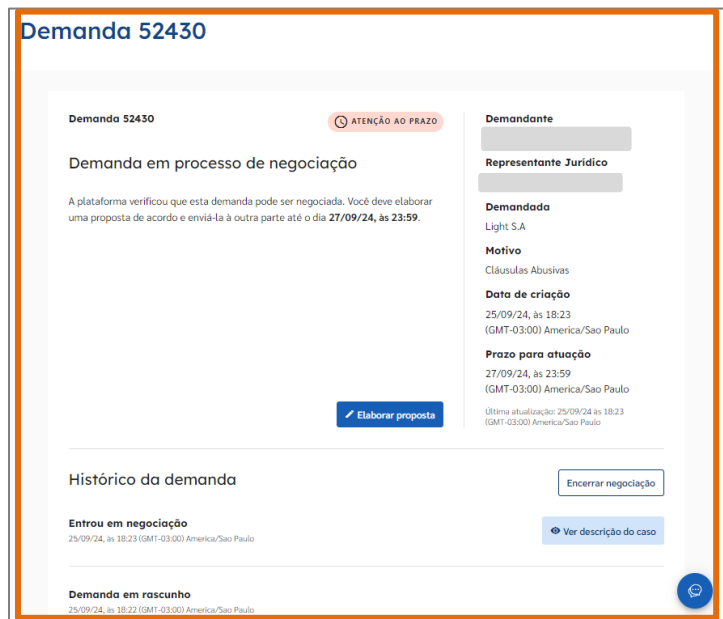 Demanda 52430
Demanda 52430
ATENÇÃO AO PRAZO
Demanda em processo de negociação
A plataforma verificou que esta demanda pode ser negociada. Você deve elaborar
uma proposta de acordo e enviá-la à outra parte até o dia 27/09/24, às 23:59.
Elaborar proposta
Demandante
Representante Jurídico
Demandada
Light S.A
Motivo
Cláusulas Abusivas
Data de criação
25/09/24, às 18:23
(GMT-03:00) America/Sao Paulo
Prazo para atuação
27/09/24, às 23:59
(GMT-03:00) America/Sao Paulo
Última atualização: 25/09/24 às 18:23
(GMT-03:00) America/Sao Paulo
Histórico da demanda
Encerrar negociação
Entrou em negociação
25/09/24, às 18:23 (GMT-03:00) America/Sao Paulo
Ver descrição do caso
Demanda em rascunho
25/09/24, às 18:22 (GMT-03:00) America/Sao Paulo